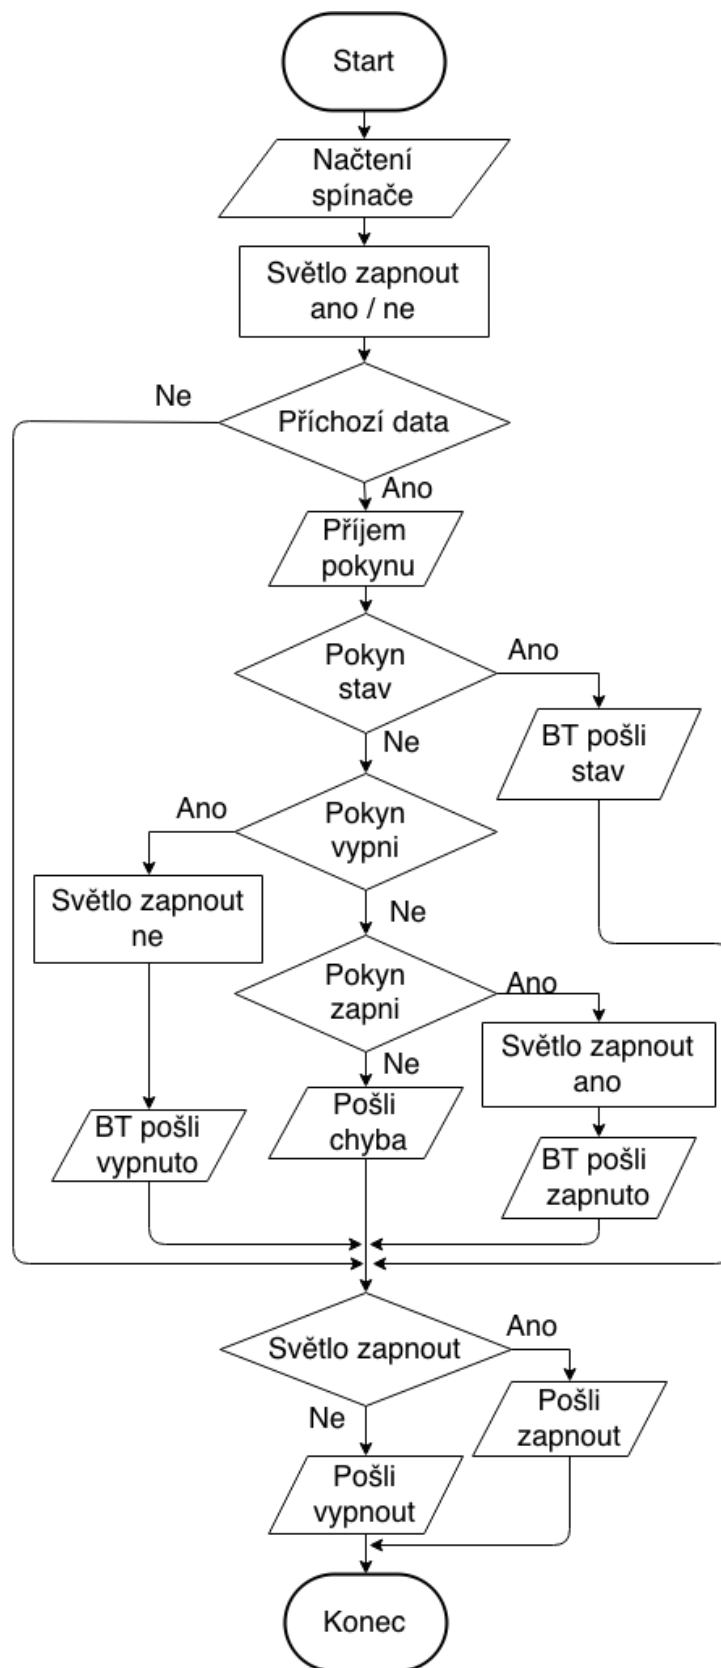 Start
Načtení
spínače
Světlo zapnout
ano / ne
Ne
Příchozí data
Ano
Příjem
pokynu
Pokyn
stav
Ano
Ne
BT pošli
stav
Ano
Pokyn
vypni
Světlo zapnout
ne
Ne
Pokyn
zapni
Ano
Světlo zapnout
ano
Ne
Pošli
chyba
BT pošli
vypnuto
BT pošli
zapnuto
Světlo zapnout
Ano
Ne
Pošli
zapnout
Pošli
vypnout
Konec